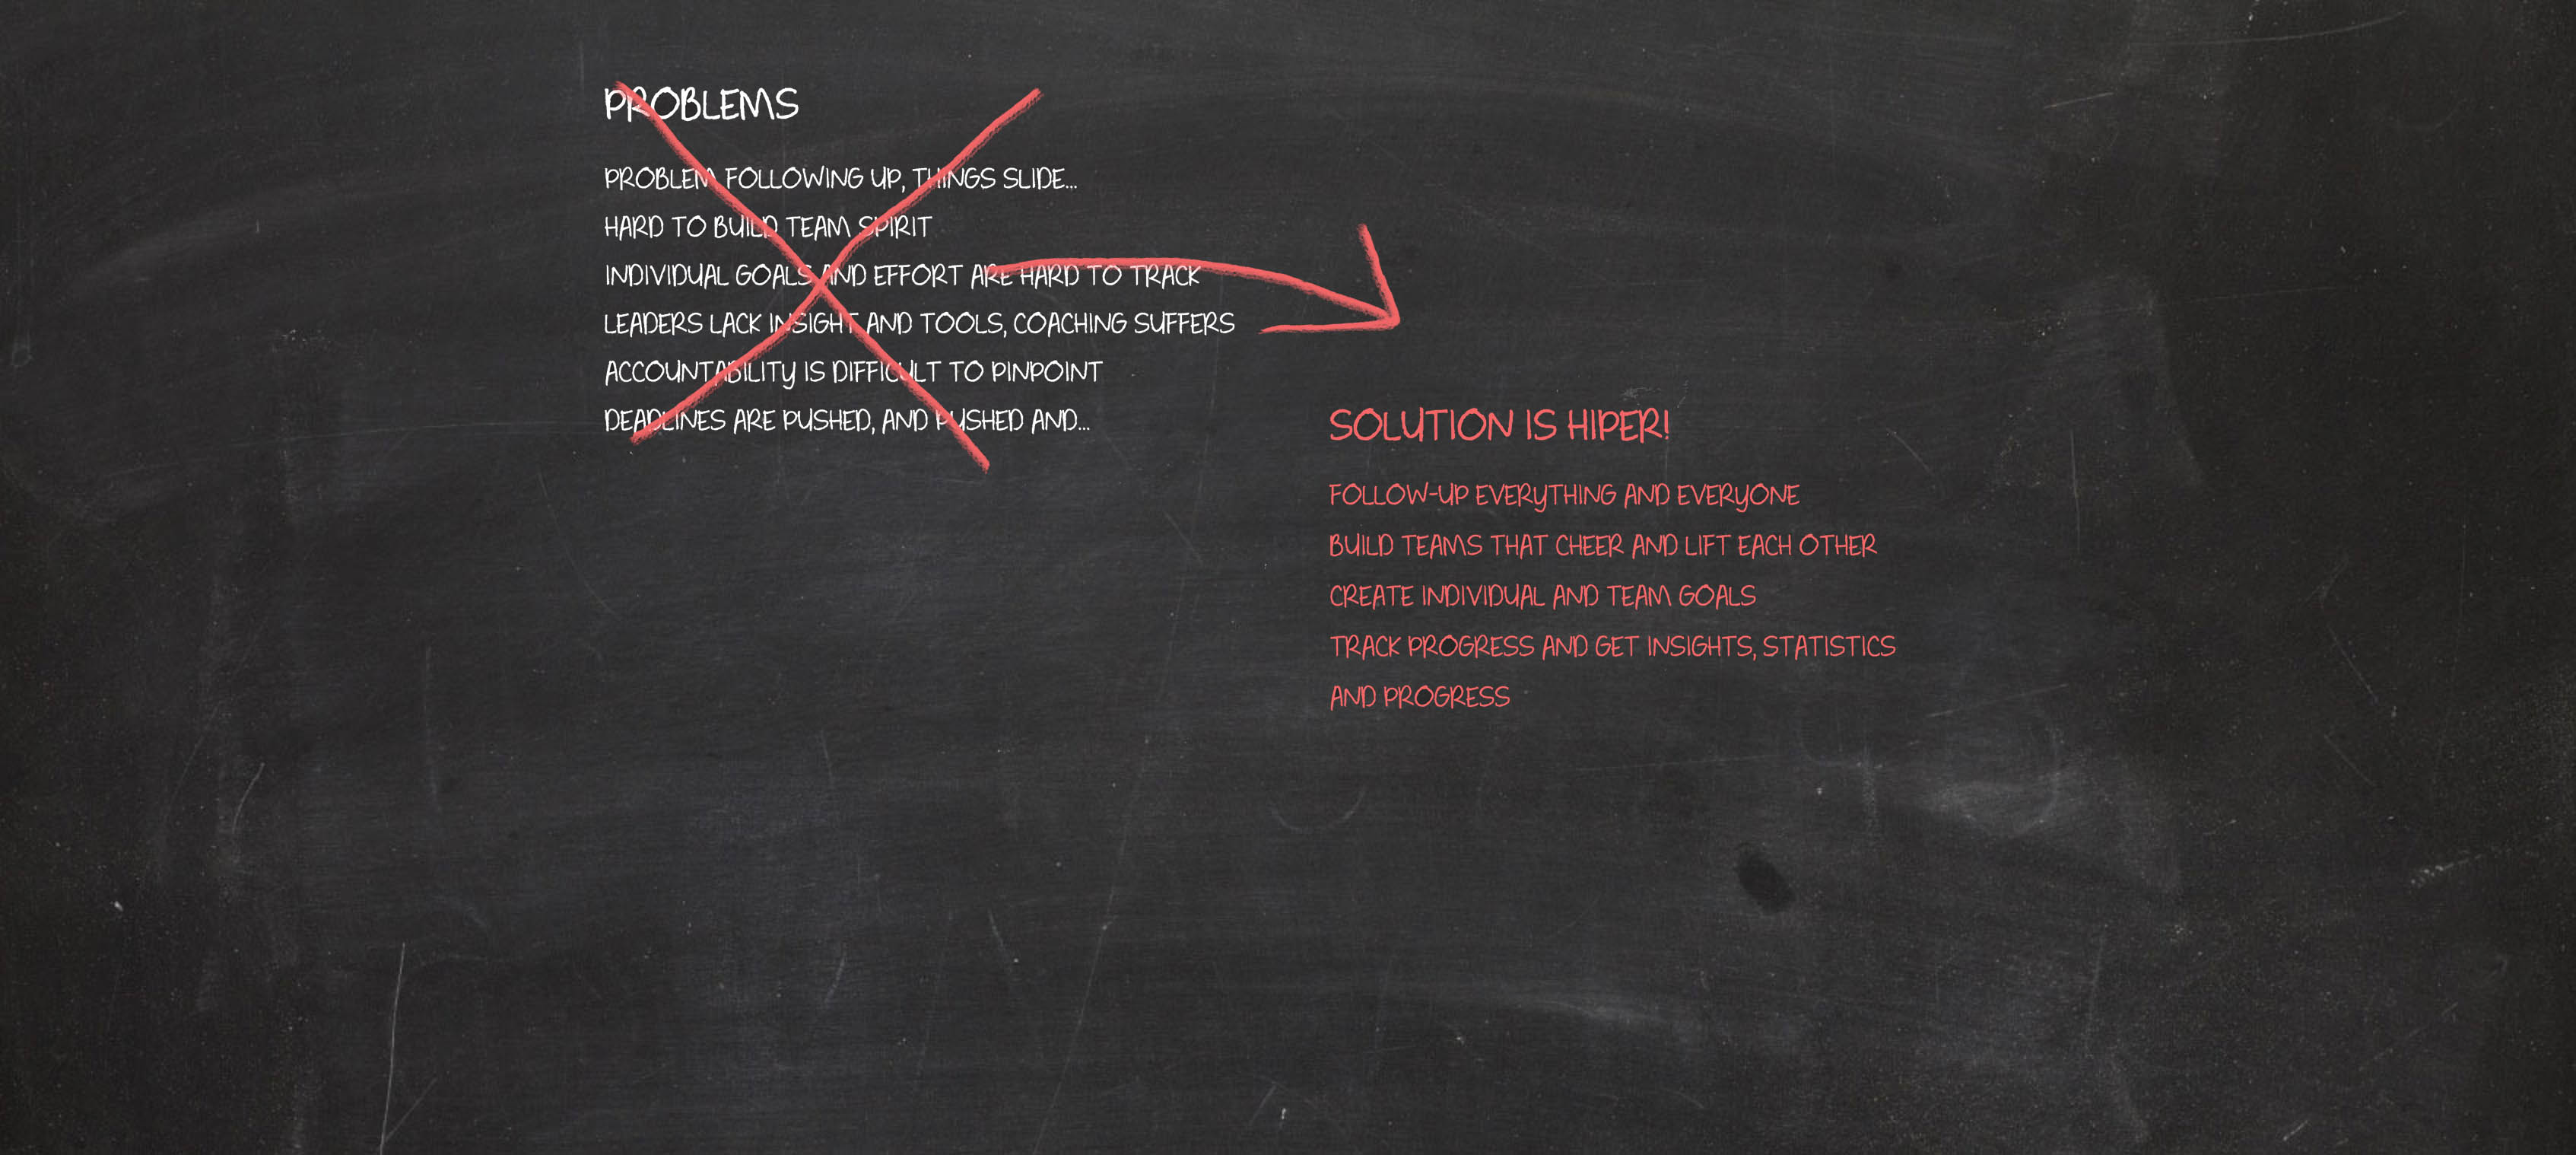 PROBLEMS
PROBLEM FOLLOWING UP, THINGS SLIDE...
HARD TO BUILD TEAM SPIRIT
INDIVIDUAL GOALS AND EFFORT ARE HARD TO TRACK
LEADERS LACK INSIGHT AND TOOLS, COACHING SUFFERS
ACCOUNTABILITY IS DIFFICULT TO PINPOINT
DEADLINES ARE PUSHED, AND PUSHED AND...
SOLUTION IS HIPER!
FOLLOW-UP EVERYTHING AND EVERYONE
BUILD TEAMS THAT CHEER AND LIFT EACH OTHER
CREATE INDIVIDUAL AND TEAM GOALS
TRACK PROGRESS AND GET INSIGHTS, STATISTICS
AND PROGRESS